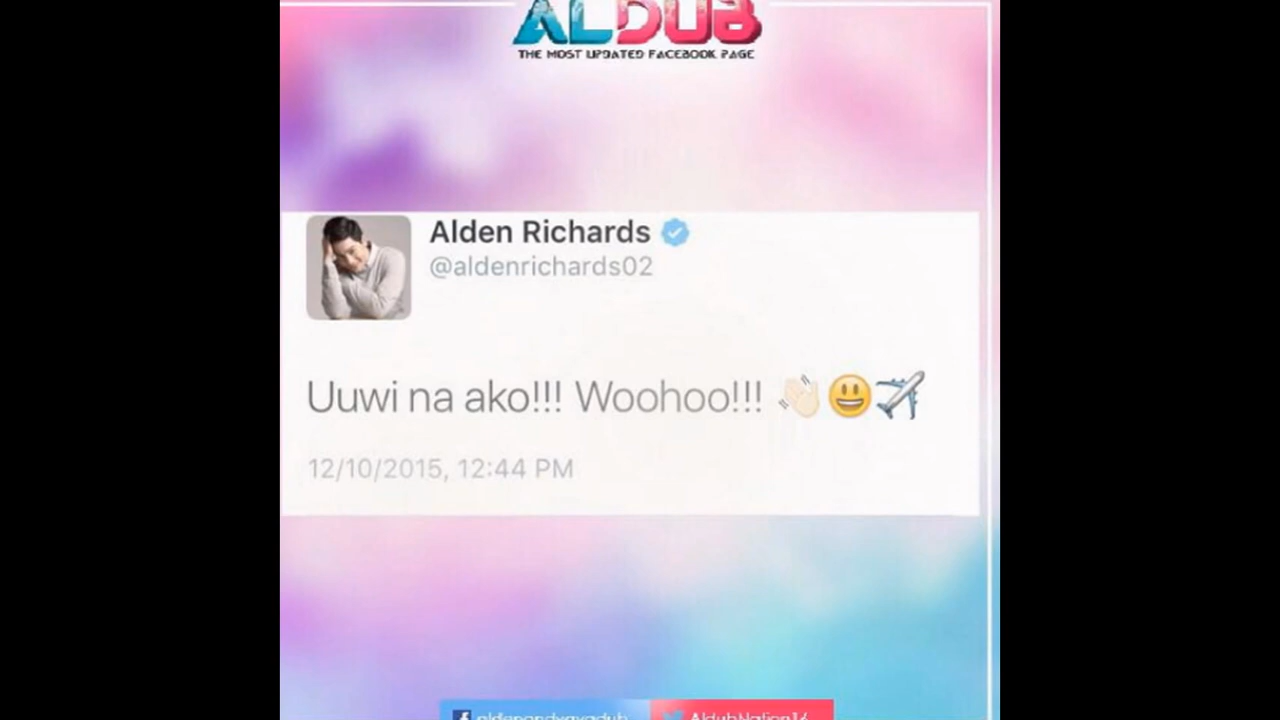 ALDUB
THE MOST UPDATED FACEBOOK PAGE
Alden Richards
@aldenrichards02
Uuwi na ako!!! Woohoo!!! 👏🏻😃✈️
12/10/2015, 12:44 PM
AldubNation16